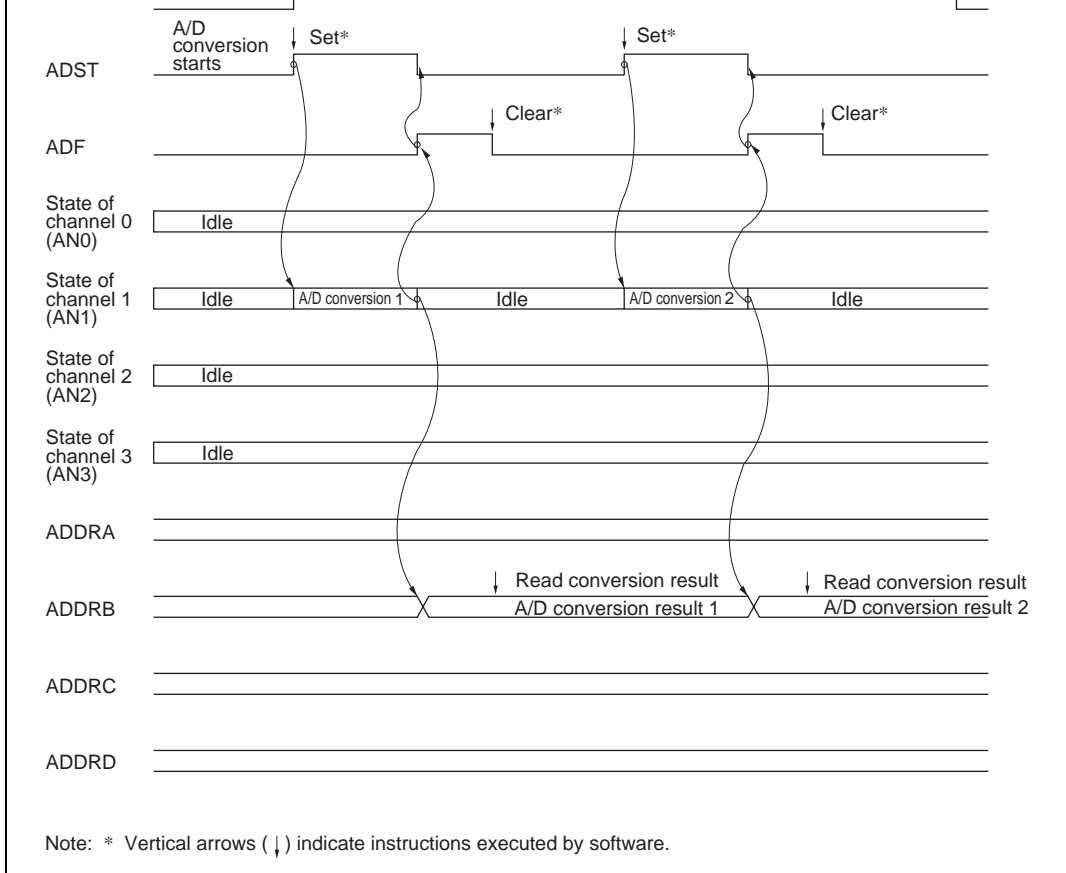 A/D
conversion
starts
Set*
Set*
ADST
Clear*
Clear*
ADF
State of
channel 0
(AN0)
Idle
State of
channel 1
(AN1)
Idle
A/D conversion 1
Idle
A/D conversion 2
Idle
State of
channel 2
(AN2)
Idle
State of
channel 3
(AN3)
Idle
ADDRA
Read conversion result
Read conversion result
ADDRB
A/D conversion result 1
A/D conversion result 2
ADDRC
ADDRD
Note: * Vertical arrows (↓) indicate instructions executed by software.